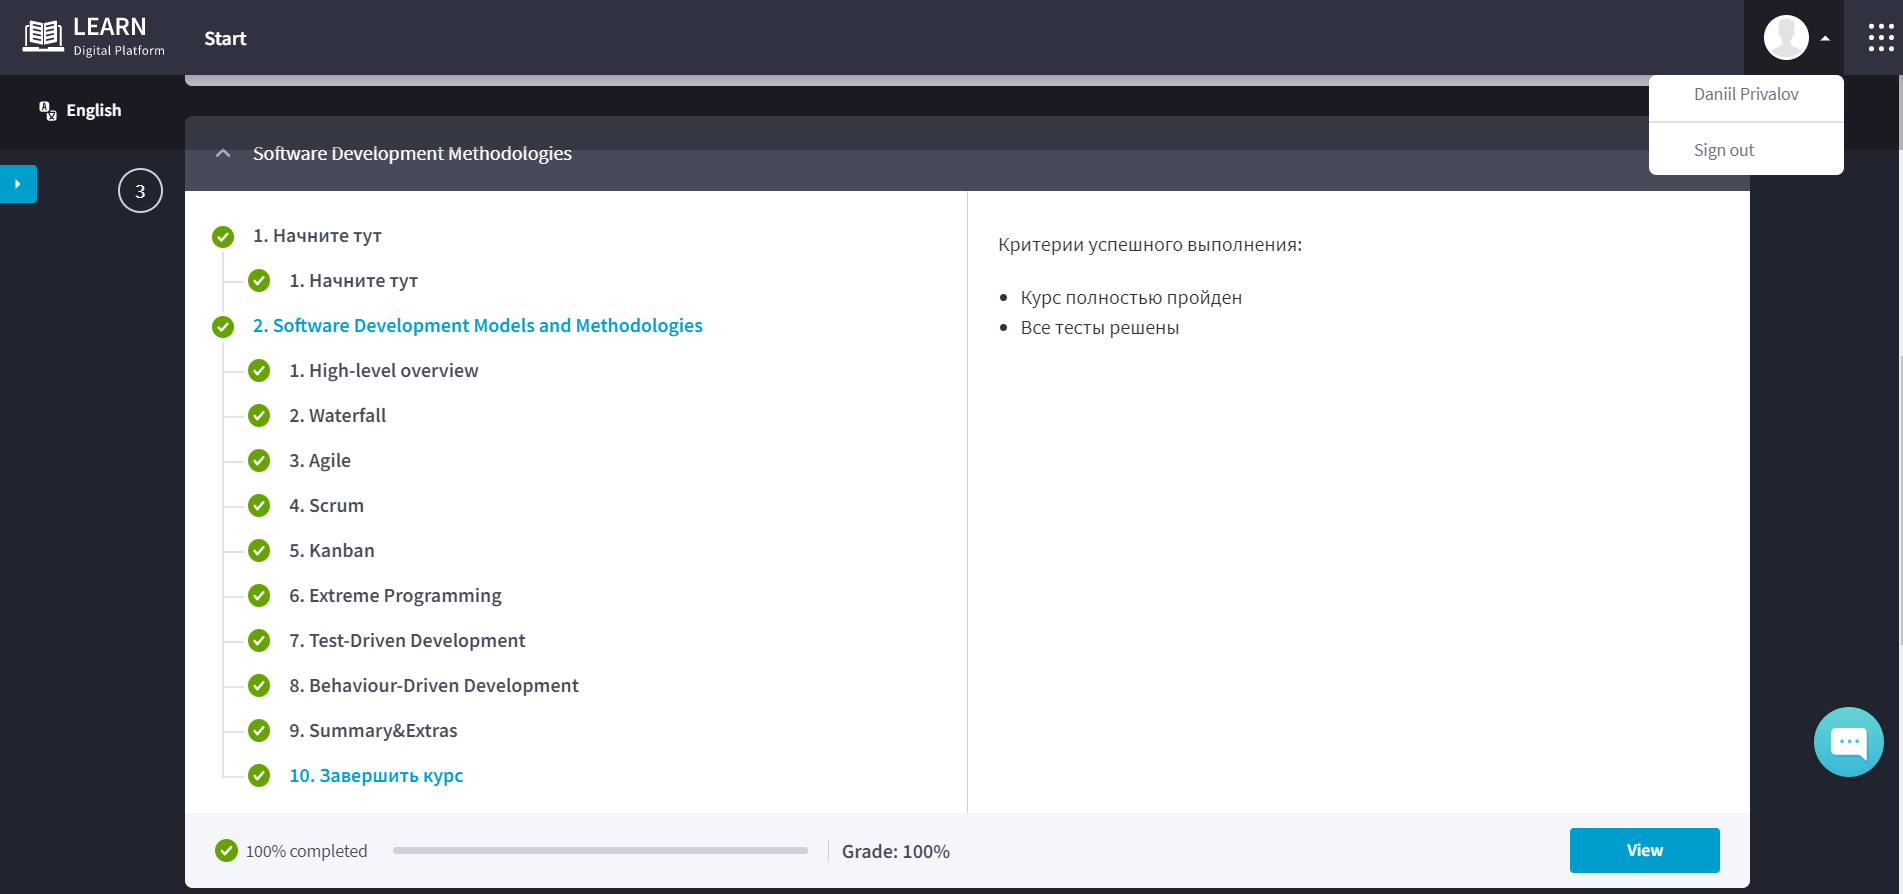 LEARN
Digital Platform
Start
Daniil Privalov
Sign out
English
Software Development Methodologies
3
1. Начните тут
1. Начните тут
2. Software Development Models and Methodologies
1. High-level overview
2. Waterfall
3. Agile
4. Scrum
5. Kanban
6. Extreme Programming
7. Test-Driven Development
8. Behaviour-Driven Development
9. Summary&Extras
10. Завершить курс
Критерии успешного выполнения:
Курс полностью пройден
Все тесты решены
100% completed
Grade: 100%
View